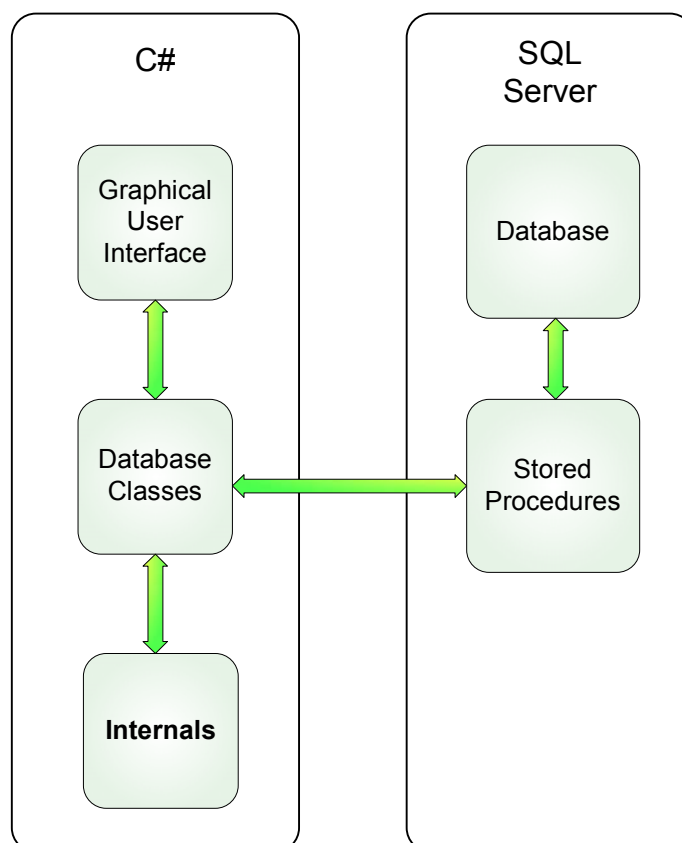 C#
Graphical
User
Interface
Database
Classes
Internals
SQL
Server
Database
Stored
Procedures